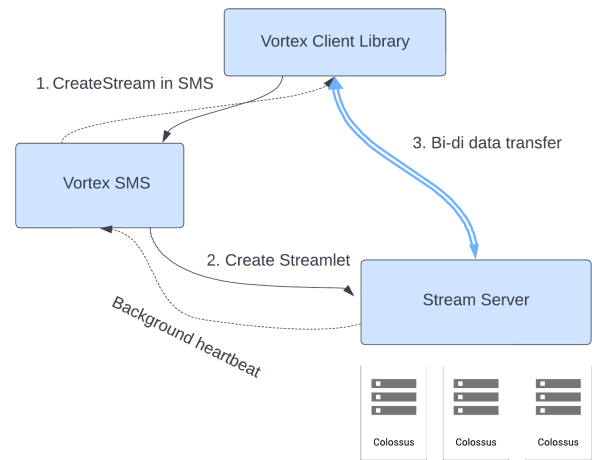 Vortex Client Library
1. CreateStream in SMS
3. Bi-di data transfer
Vortex SMS
2. Create Streamlet
Stream Server
Background heartbeat
Colossus
Colossus
Colossus